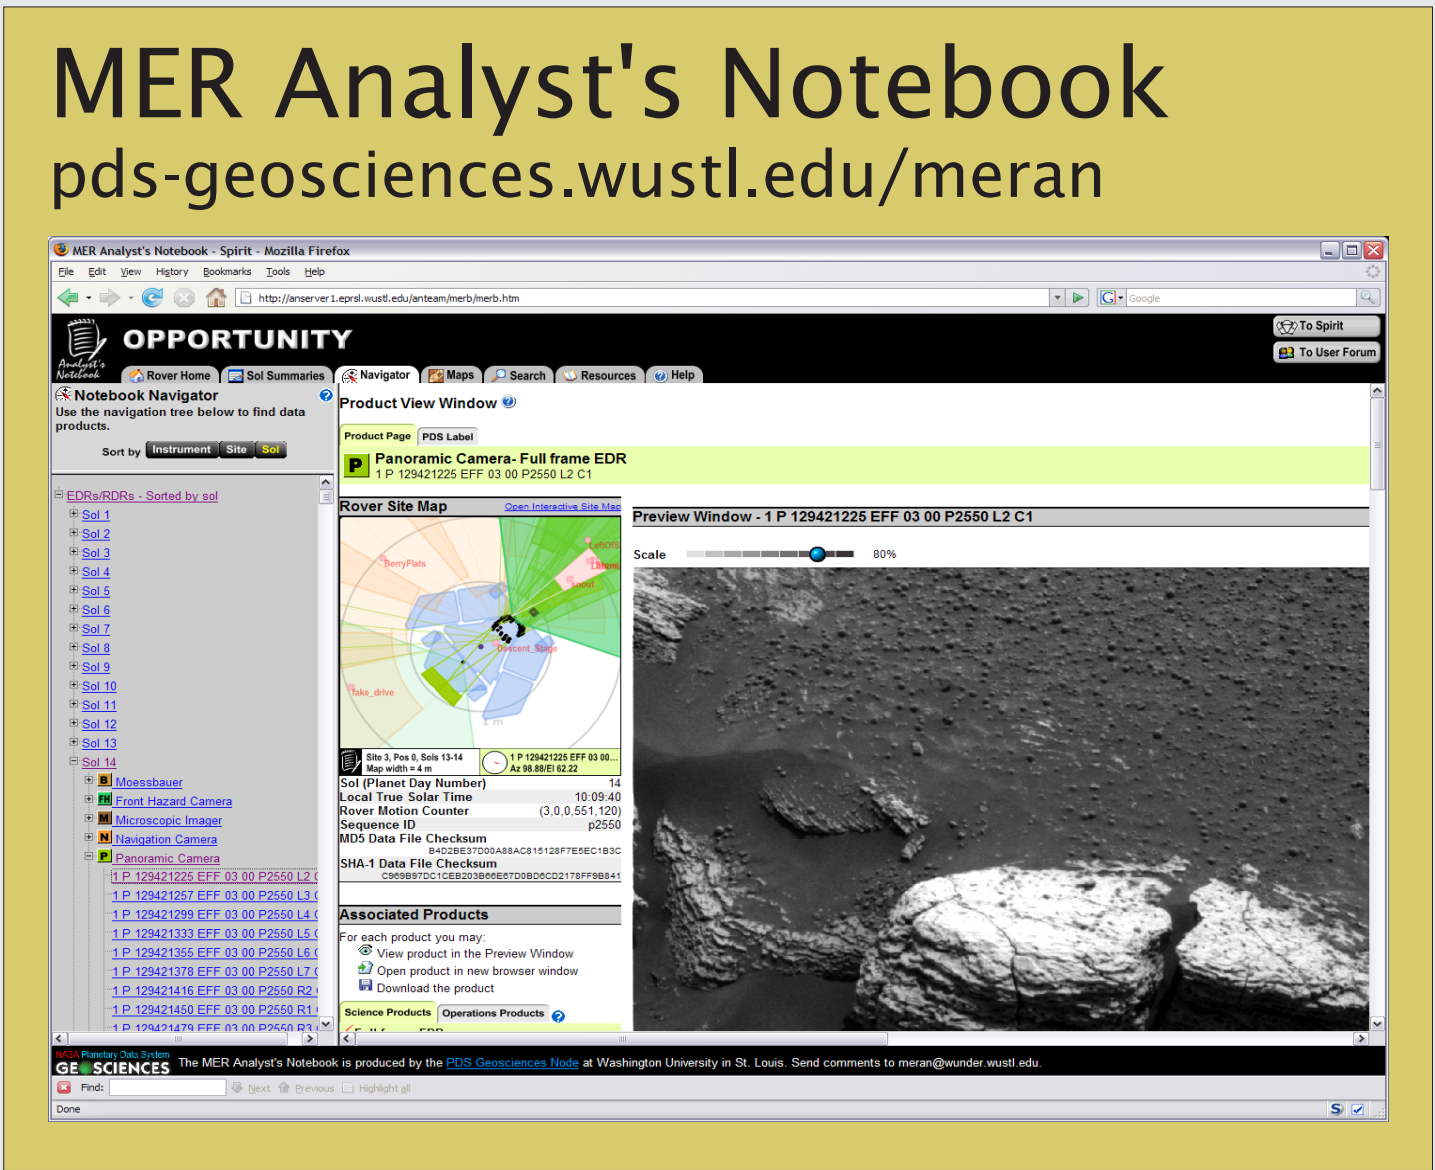 MER Analyst's Notebook
pds-geosciences.wustl.edu/meran
MER Analyst's Notebook - Spirit - Mozilla Firefox
File Edit View History Bookmarks Tools Help
http://anserver1.eprsl.wustl.edu/anteam/merb/merb.htm
Google
Analyst's Notebook
OPPORTUNITY
To Spirit
To User Forum
Rover Home Sol Summaries Navigator Maps Search Resources Help
Notebook Navigator
Use the navigation tree below to find data
products.
Sort by Instrument Site Sol
EDRs/RDRs - Sorted by sol
Sol 1
Sol 2
Sol 3
Sol 4
Sol 5
Sol 6
Sol 7
Sol 8
Sol 9
Sol 10
Sol 11
Sol 12
Sol 13
Sol 14
B Moessbauer
FH Front Hazard Camera
M Microscopic Imager
N Navigation Camera
P Panoramic Camera
1 P 129421225 EFF 03 00 P2550 L2
1 P 129421257 EFF 03 00 P2550 L3
1 P 129421299 EFF 03 00 P2550 L4
1 P 129421333 EFF 03 00 P2550 L5
1 P 129421355 EFF 03 00 P2550 L6
1 P 129421378 EFF 03 00 P2550 L7
1 P 129421416 EFF 03 00 P2550 R2
1 P 129421450 EFF 03 00 P2550 R1
1 P 129421479 EFF 03 00 P2550 R3
Product View Window
Product Page PDS Label
P Panoramic Camera- Full frame EDR
1 P 129421225 EFF 03 00 P2550 L2 C1
Rover Site Map Open Interactive Site Map
BerryFlats
snout
Descent_Stage
fake_drive
1 m
Site 3, Pos 0, Sols 13-14
Map width = 4 m
1 P 129421225 EFF 03 00...
Az 98.88/El 62.22
Sol (Planet Day Number) 14
Local True Solar Time 10:09:40
Rover Motion Counter (3,0,0,551,120)
Sequence ID p2550
MD5 Data File Checksum
B4D2BE37D00A88AC815128F7E5EC1B3C
SHA-1 Data File Checksum
C969B97DC1CEB203B66E67D0BD6CD2178FF9B841
Associated Products
For each product you may:
View product in the Preview Window
Open product in new browser window
Download the product
Science Products Operations Products
Full frame EDR
Preview Window - 1 P 129421225 EFF 03 00 P2550 L2 C1
Scale 80%
NASA Planetary Data System
GEOSCIENCES
The MER Analyst's Notebook is produced by the PDS Geosciences Node at Washington University in St. Louis. Send comments to meran@wunder.wustl.edu.
Find: Next Previous Highlight all
Done